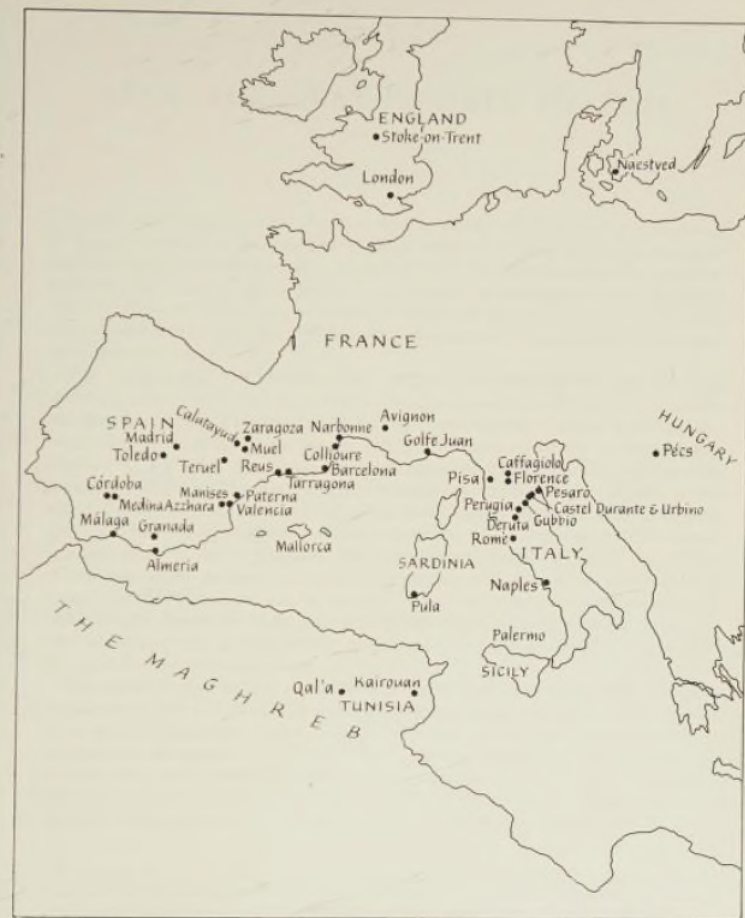 ENGLAND
Stoke-on-Trent
London
Naestved
FRANCE
SPAIN
Calutayud
Zaragoza
Narbonne
Avignon
HUNGARY
Madrid
Muel
Golfe Juan
Pécs
Toledo
Teruel
Reus
Collioure
Barcelona
Tarragona
Caffagiolo
Florence
Pisa
Pesaro
Córdoba
Medina Azzhara
Manises
Paterna
Valencia
Perugia
Castel Durante & Urbino
Gubbio
Deruta
Málaga
Granada
Almeria
Mallorca
Rome
ITALY
SARDINIA
Naples
Pula
Palermo
SICILY
THE MAGHREB
Qal'a
Kairouan
TUNISIA